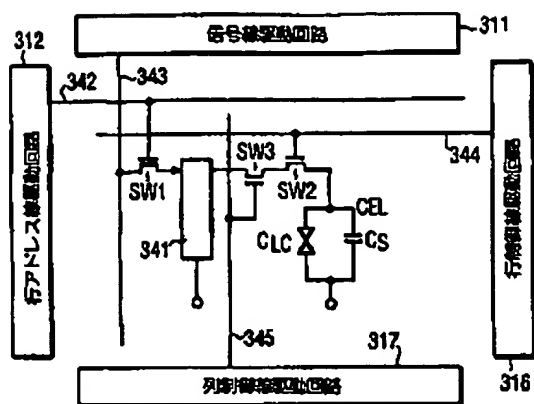 312
信号線駆動回路
311
342
343
行アドレス線駆動回路
344
SW3
SW1
SW2
341
CEL
CLC
CS
行制御線駆動回路
345
317
列制御線駆動回路
316